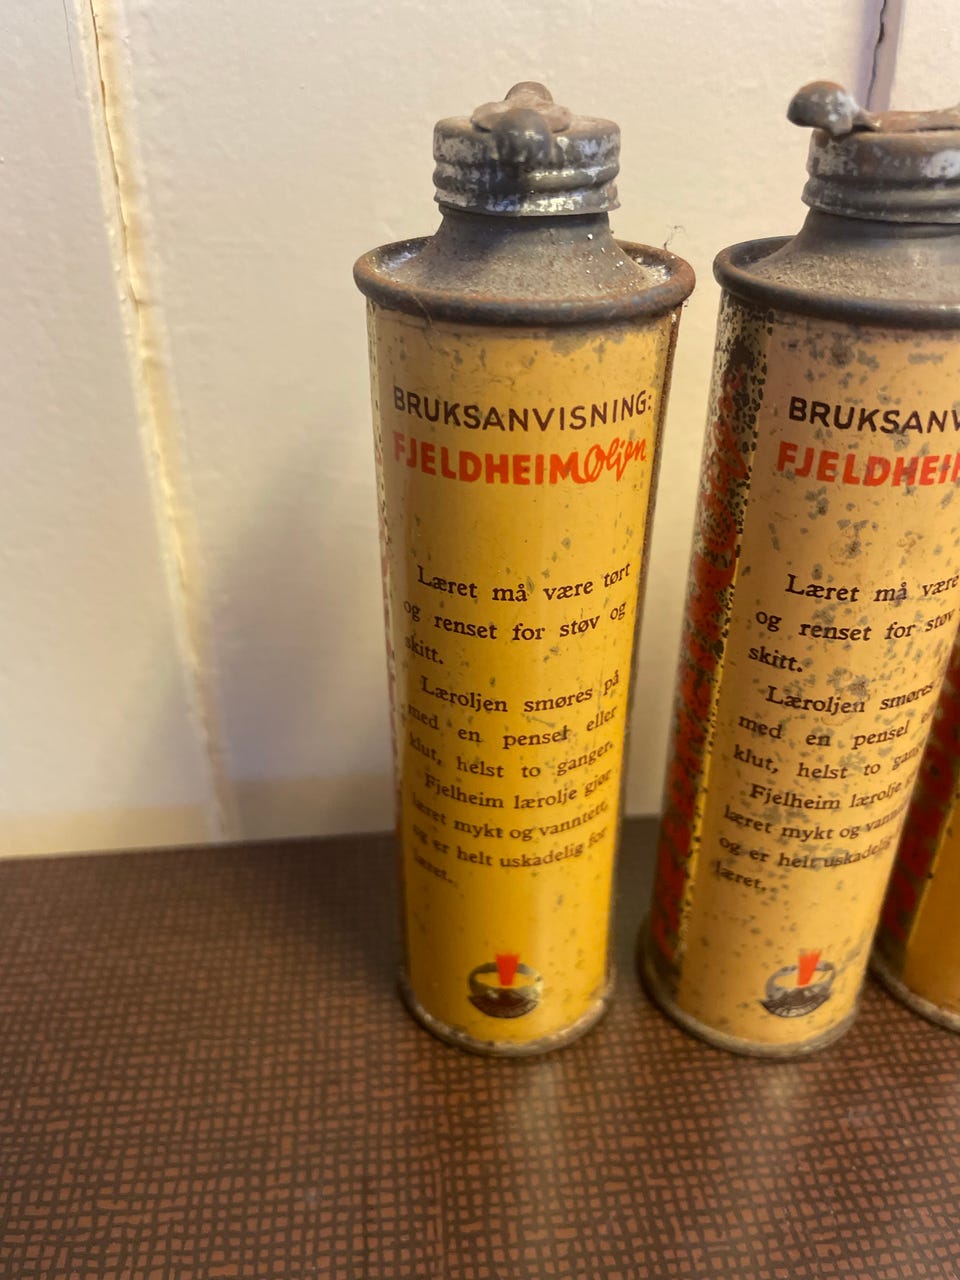 BRUKSANVISNING:
FJELDHEIMOljen
Læret må være tørt
og renset for støv og
skitt.
Læroljen smøres på
med en pensel eller
klut, helst to ganger.
Fjelheim lærolje gjør
læret mykt og vanntett,
og er helt uskadelig for
læret.
BRUKSANV
FJELDHEI
Læret må være
og renset for støv
skitt.
Læroljen smøres
med en pensel
klut, helst to
Fjelheim lærolje
læret mykt og
og er helt uskadelig
læret.